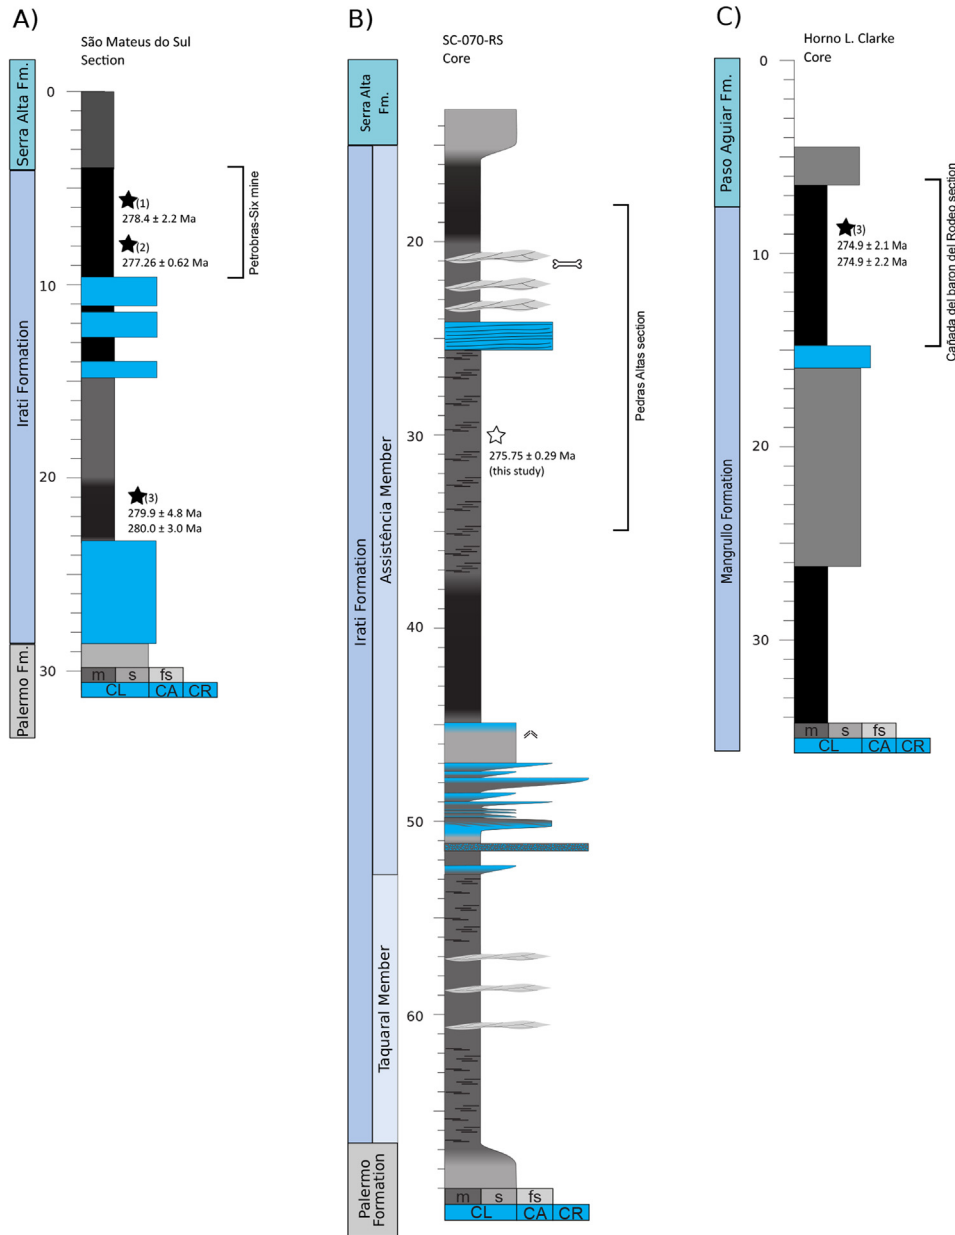 A)
São Mateus do Sul
Section
Serra Alta Fm.
Irati Formation
Palermo Fm.
0
10
20
30
(1)
278.4 ± 2.2 Ma
(2)
277.26 ± 0.62 Ma
(3)
279.9 ± 4.8 Ma
280.0 ± 3.0 Ma
Petrobras-Six mine
m s fs
CL CA CR
B)
SC-070-RS
Core
Serra Alta
Fm.
Irati Formation
Assistência Member
Taquaral Member
Palermo
Formation
20
30
40
50
60
275.75 ± 0.29 Ma
(this study)
Pedras Altas section
m s fs
CL CA CR
C)
Horno L. Clarke
Core
Paso Aguiar Fm.
Mangrullo Formation
0
10
20
30
(3)
274.9 ± 2.1 Ma
274.9 ± 2.2 Ma
Cañada del baron del Rodeo section
m s fs
CL CA CR